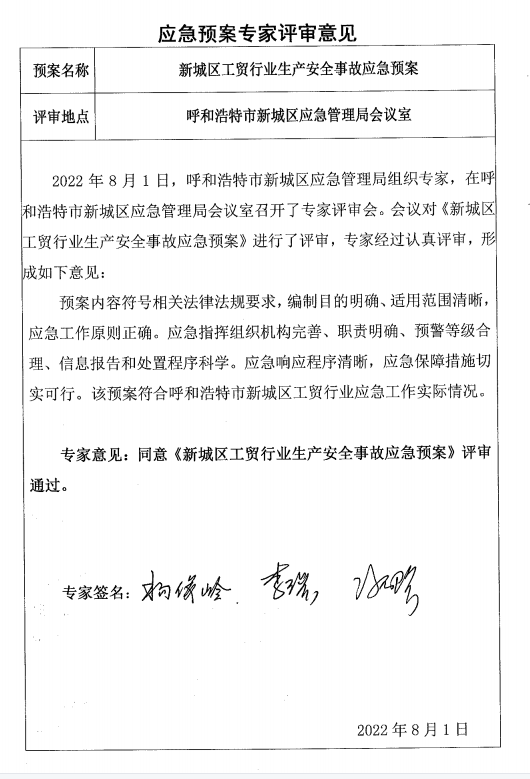 应急预案专家评审意见
预案名称 新城区工贸行业生产安全事故应急预案
评审地点 呼和浩特市新城区应急管理局会议室
2022 年 8 月 1 日，呼和浩特市新城区应急管理局组织专家，在呼
和浩特市新城区应急管理局会议室召开了专家评审会。会议对《新城区
工贸行业生产安全事故应急预案》进行了评审，专家经过认真评审，形
成如下意见：
预案内容符号相关法律法规要求，编制目的明确、适用范围清晰，
应急工作原则正确。应急指挥组织机构完善、职责明确、预警等级合
理、信息报告和处置程序科学。应急响应程序清晰，应急保障措施切
实可行。该预案符合呼和浩特市新城区工贸行业应急工作实际情况。
专家意见：同意《新城区工贸行业生产安全事故应急预案》评审
通过。
专家签名：
2022 年 8 月 1 日